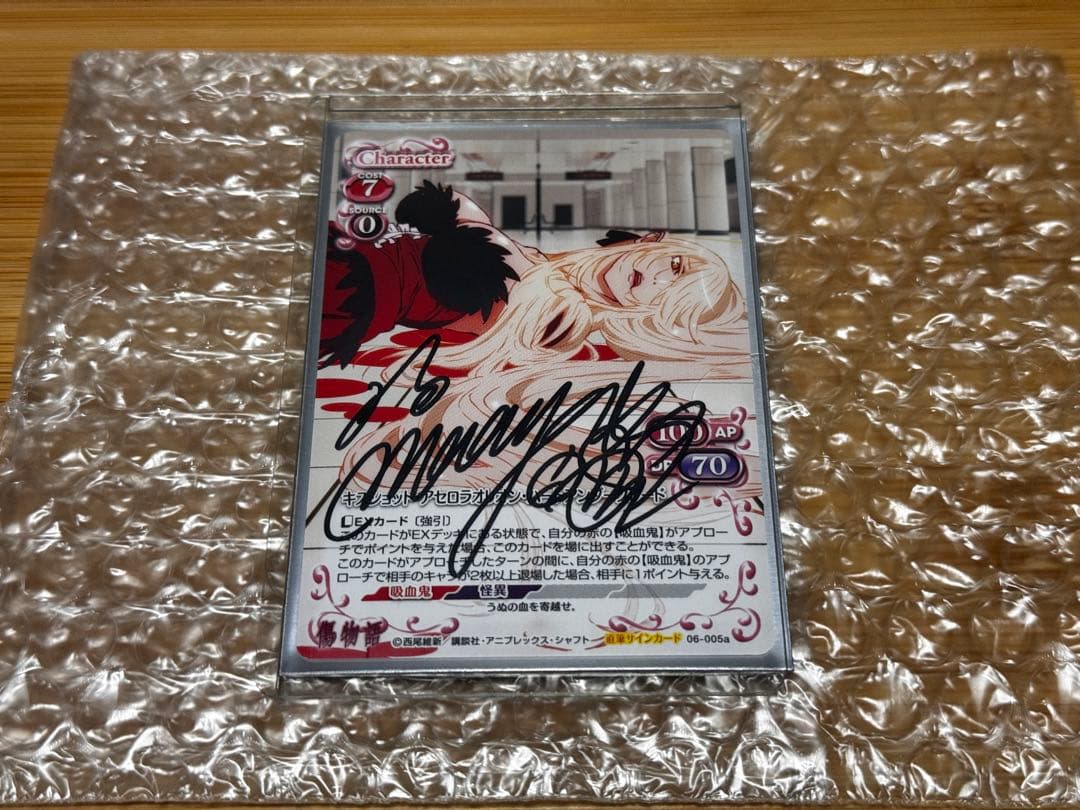 Character
COST
7
SOURCE
0
100 AP
DP 70
キスショット・アセロラオリオン・ハートアンダーブレード
EXカード〔強引〕
このカードがEXデッキにある状態で、自分の赤の【吸血鬼】がアプロー
チでポイントを与えた場合、このカードを場に出すことができる。
このカードがアプローチしたターンの間に、自分の赤の【吸血鬼】のアプ
ローチで相手のキャラが2枚以上退場した場合、相手に1ポイント与える。
吸血鬼 怪異
うぬの血を寄越せ。
傷物語 ©西尾維新/講談社・アニプレックス・シャフト 直筆サインカード 06-005a